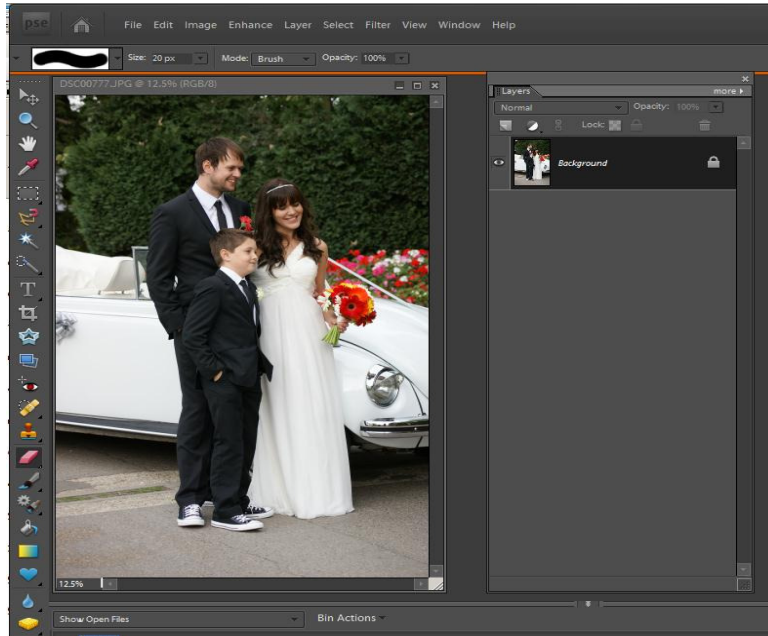 pse File Edit Image Enhance Layer Select Filter View Window Help
Size: 20 px Mode: Brush Opacity: 100%
DSC00777.JPG @ 12.5% (RGB/8)
Layers more
Normal Opacity: 100%
Lock:
Background
T
12.5%
Show Open Files Bin Actions